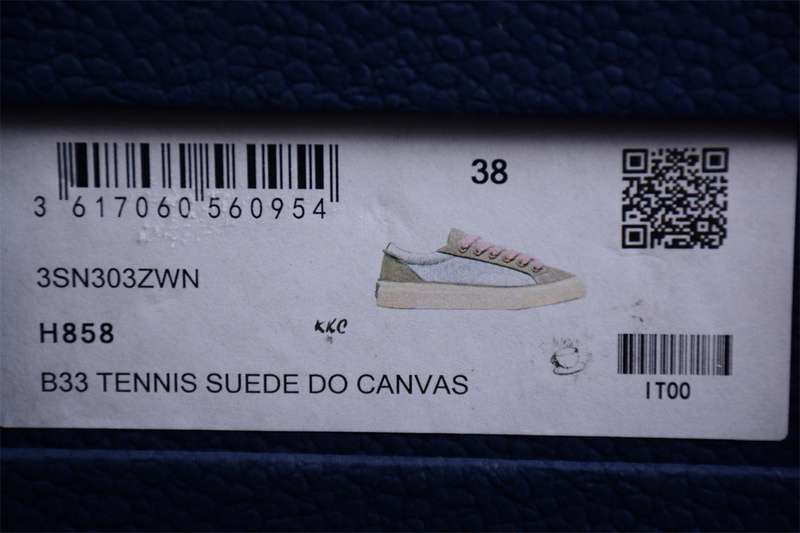 38
3 617060 560954
3SN303ZWN
H858
KKC
B33 TENNIS SUEDE DO CANVAS
IT00